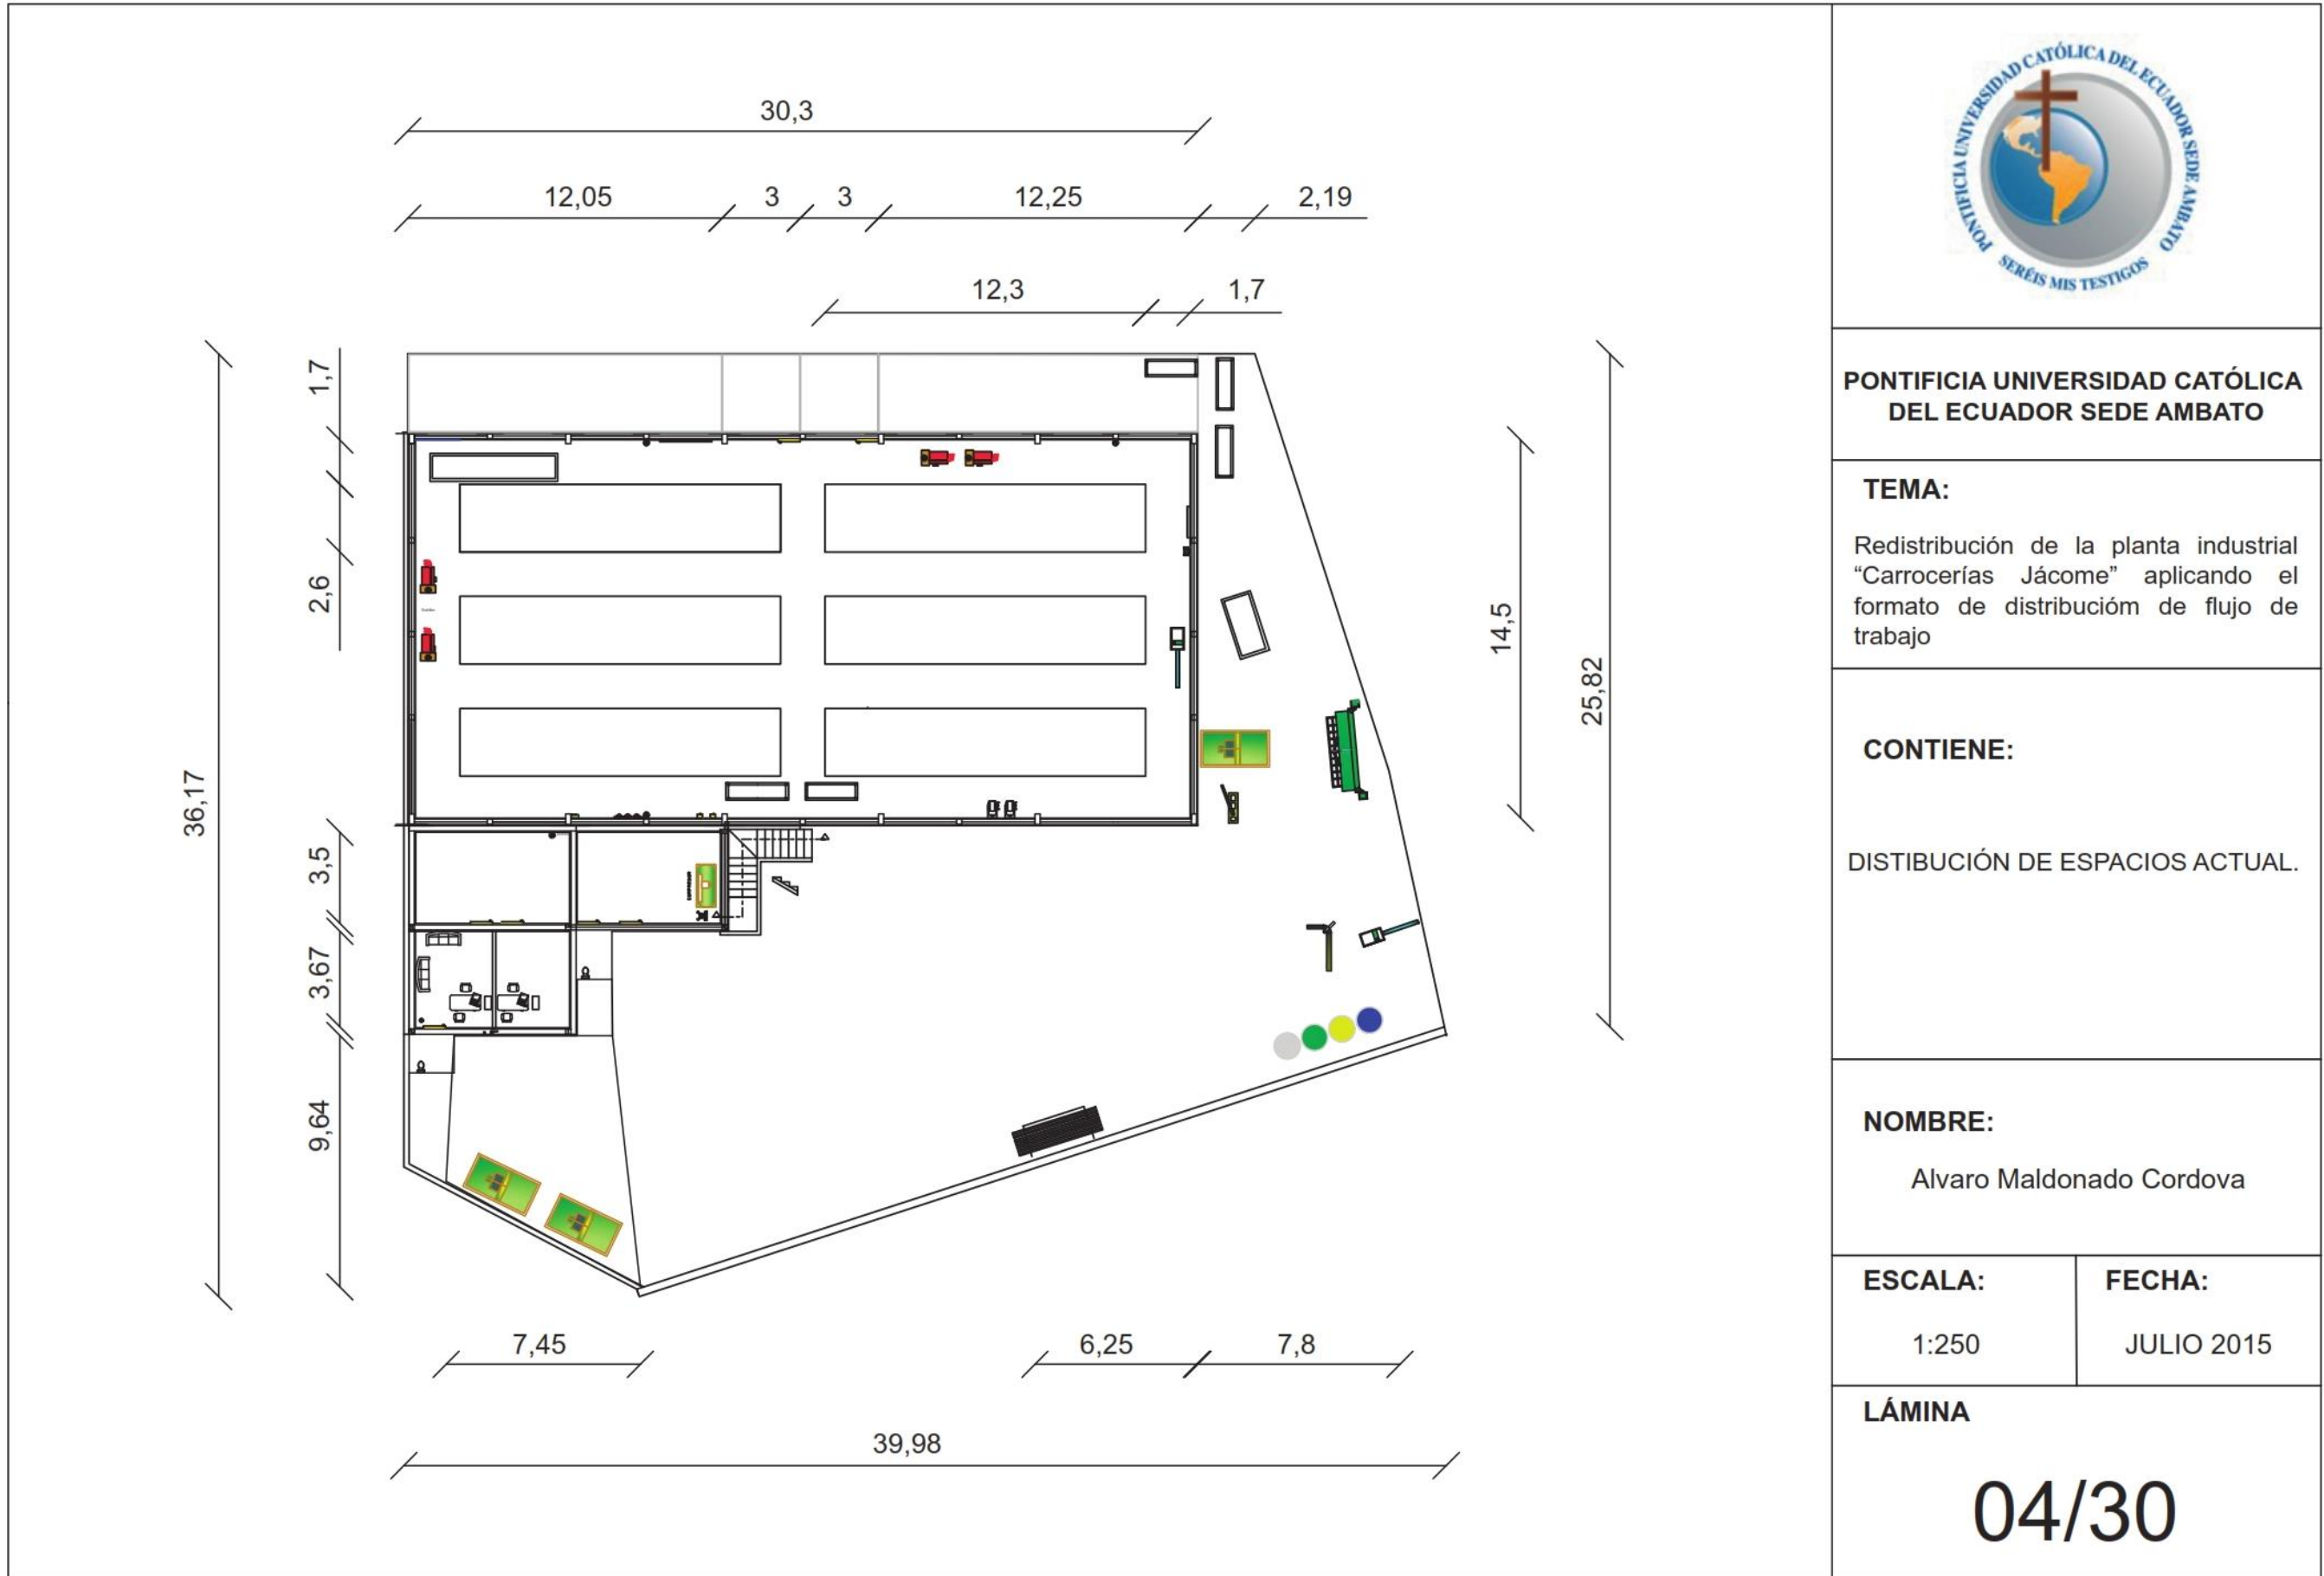 30,3
12,05
3
3
12,25
2,19
12,3
1,7
1,7
2,6
36,17
3,5
3,67
9,64
14,5
25,82
7,45
6,25
7,8
39,98
PONTIFICIA UNIVERSIDAD CATÓLICA DEL ECUADOR SEDE AMBATO
SERÉIS MIS TESTIGOS
PONTIFICIA UNIVERSIDAD CATÓLICA
DEL ECUADOR SEDE AMBATO
TEMA:
Redistribución de la planta industrial
“Carrocerías Jácome” aplicando el
formato de distribucióm de flujo de
trabajo
CONTIENE:
DISTIBUCIÓN DE ESPACIOS ACTUAL.
NOMBRE:
Alvaro Maldonado Cordova
ESCALA:
1:250
FECHA:
JULIO 2015
LÁMINA
04/30